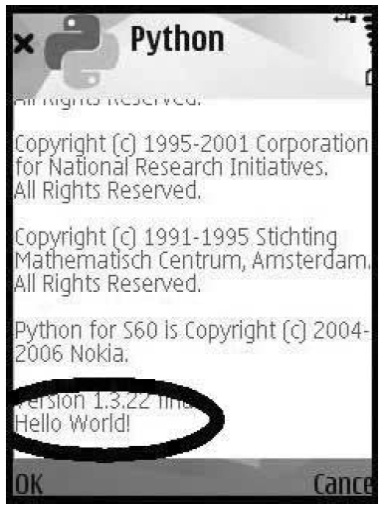 Python
All Rights Reserved.
Copyright (c) 1995-2001 Corporation
for National Research Initiatives.
All Rights Reserved.
Copyright (c) 1991-1995 Stichting
Mathematisch Centrum, Amsterdam.
All Rights Reserved.
Python for S60 is Copyright (c) 2004-
2006 Nokia.
Version 1.3.22
Hello World!
OK Cance